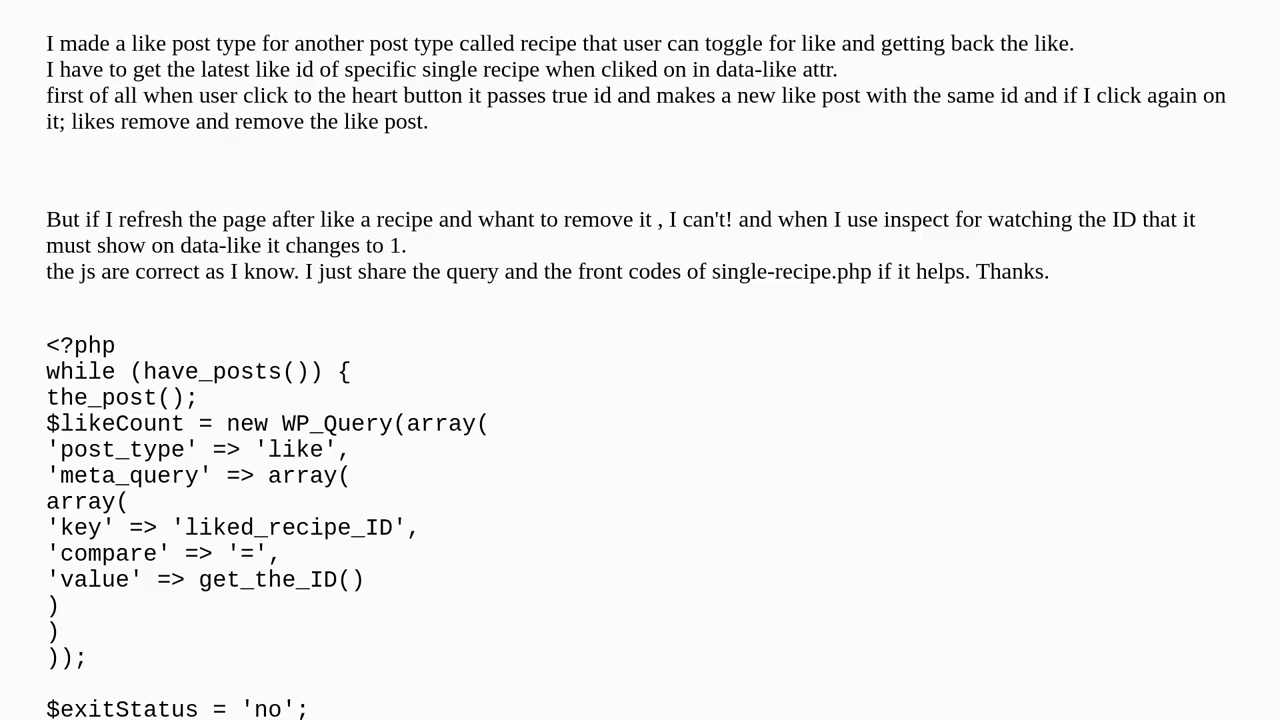 I made a like post type for another post type called recipe that user can toggle for like and getting back the like.
I have to get the latest like id of specific single recipe when cliked on in data-like attr.
first of all when user click to the heart button it passes true id and makes a new like post with the same id and if I click again on
it; likes remove and remove the like post.
But if I refresh the page after like a recipe and whant to remove it , I can't! and when I use inspect for watching the ID that it
must show on data-like it changes to 1.
the js are correct as I know. I just share the query and the front codes of single-recipe.php if it helps. Thanks.
<?php
while (have_posts()) {
the_post();
$likeCount = new WP_Query(array(
'post_type' => 'like',
'meta_query' => array(
array(
'key' => 'liked_recipe_ID',
'compare' => '=',
'value' => get_the_ID()
)
)
));
$exitStatus = 'no';